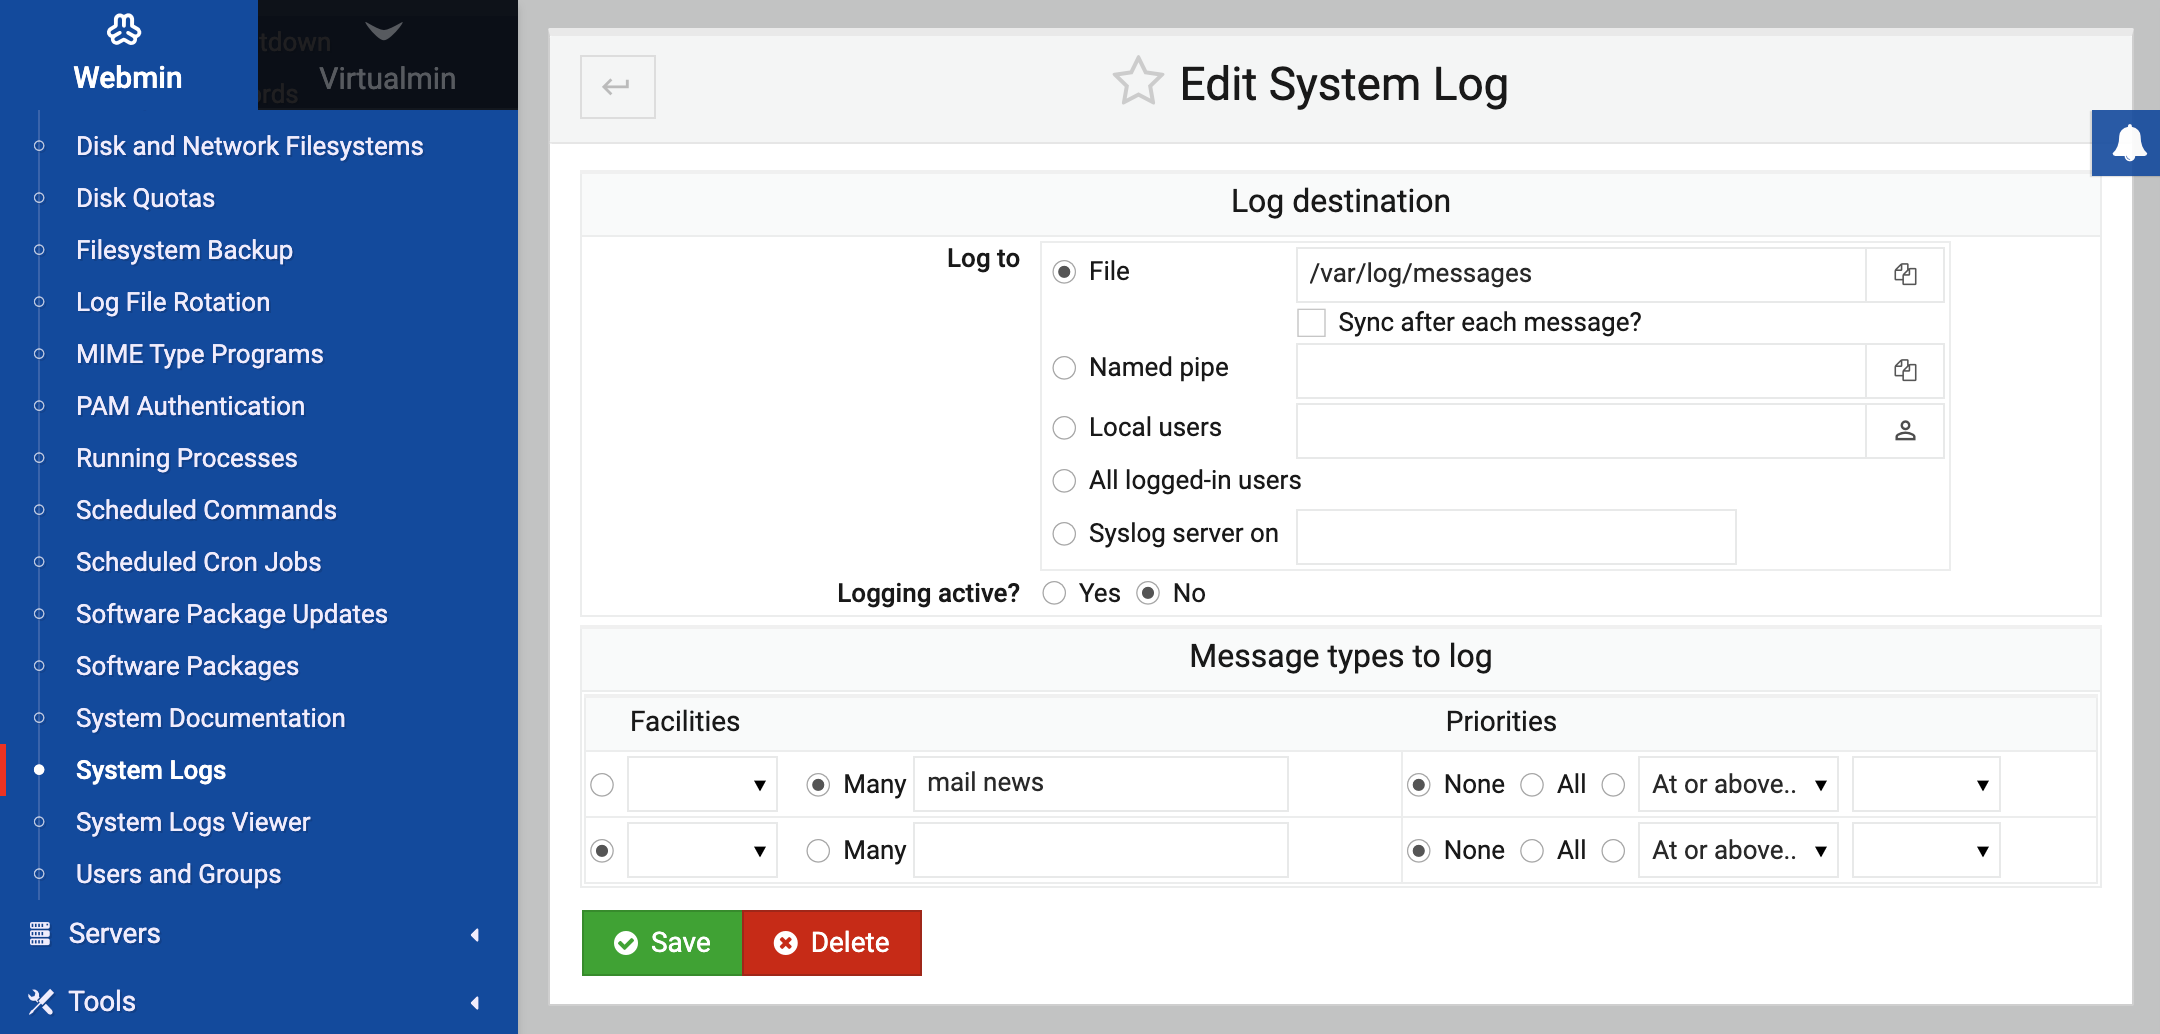 Webmin
tdown
Virtualmin
rds
Disk and Network Filesystems
Disk Quotas
Filesystem Backup
Log File Rotation
MIME Type Programs
PAM Authentication
Running Processes
Scheduled Commands
Scheduled Cron Jobs
Software Package Updates
Software Packages
System Documentation
System Logs
System Logs Viewer
Users and Groups
Servers
Tools
Edit System Log
Log destination
Log to
File
/var/log/messages
Sync after each message?
Named pipe
Local users
All logged-in users
Syslog server on
Logging active? Yes No
Message types to log
Facilities Priorities
Many mail news None All At or above..
Many None All At or above..
Save Delete